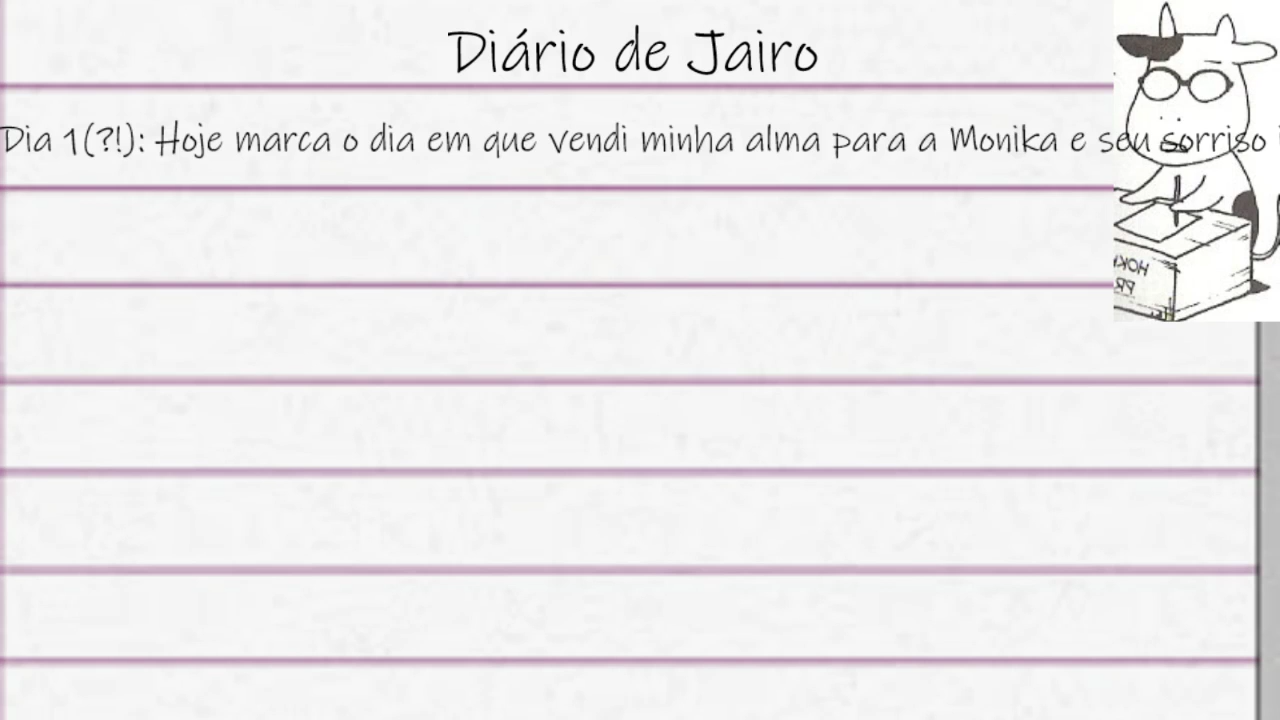 Diário de Jairo
Dia 1(?!): Hoje marca o dia em que vendi minha alma para a Monika e seu sorriso